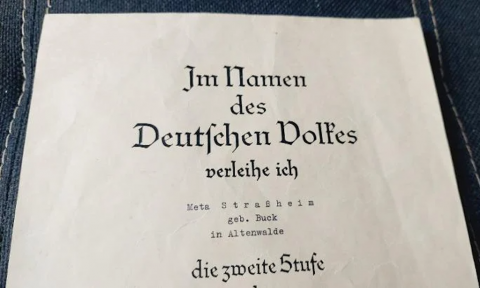 Im Namen
des
Deutschen Volkes
verleihe ich
Meta Straßheim
geb. Buck
in Altenwalde
die zweite Stufe